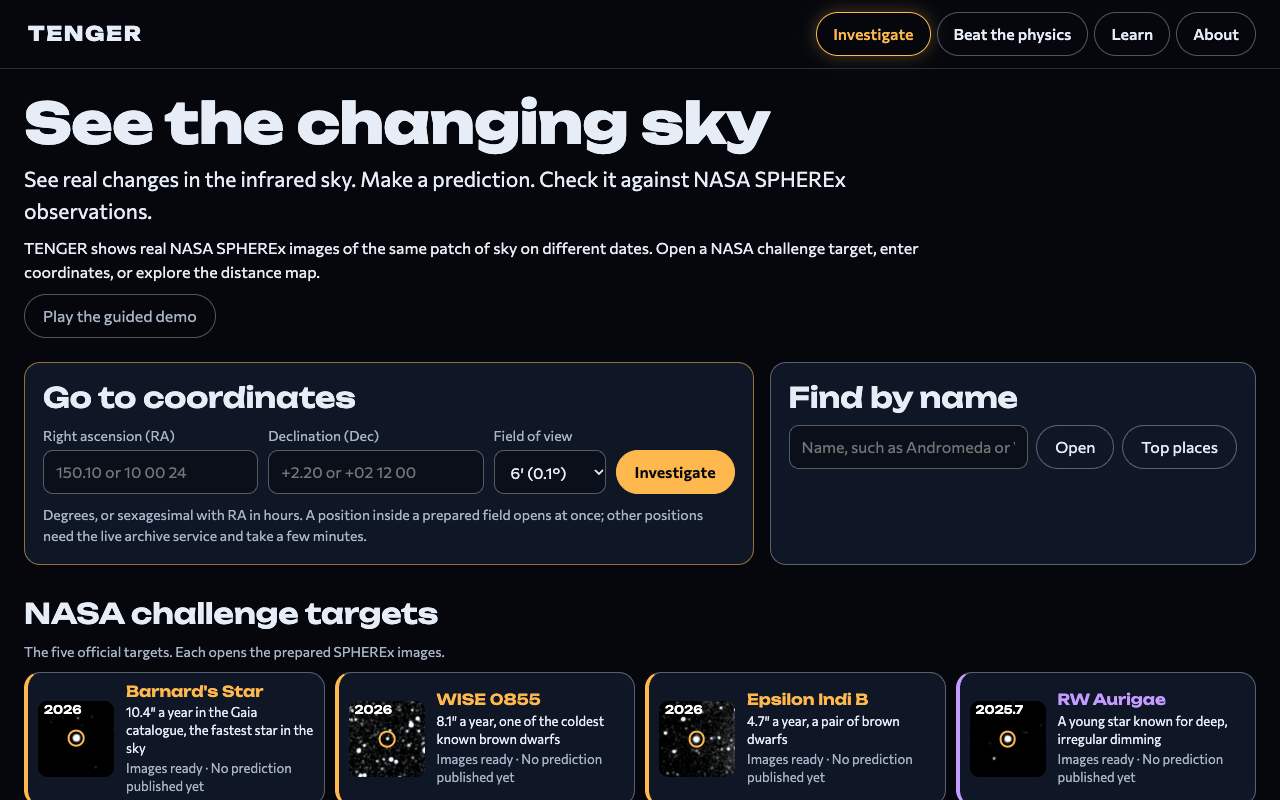 TENGER
Investigate
Beat the physics
Learn
About
See the changing sky
See real changes in the infrared sky. Make a prediction. Check it against NASA SPHEREx
observations.
TENGER shows real NASA SPHEREx images of the same patch of sky on different dates. Open a NASA challenge target, enter
coordinates, or explore the distance map.
Play the guided demo
Go to coordinates
Right ascension (RA)
Declination (Dec)
Field of view
150.10 or 10 00 24
+2.20 or +02 12 00
6' (0.1°)
Investigate
Degrees, or sexagesimal with RA in hours. A position inside a prepared field opens at once; other positions
need the live archive service and take a few minutes.
Find by name
Name, such as Andromeda or
Open
Top places
NASA challenge targets
The five official targets. Each opens the prepared SPHEREx images.
2026
Barnard's Star
10.4″ a year in the Gaia
catalogue, the fastest star in the
sky
Images ready · No prediction
published yet
2026
WISE 0855
8.1″ a year, one of the coldest
known brown dwarfs
Images ready · No prediction
published yet
2026
Epsilon Indi B
4.7″ a year, a pair of brown
dwarfs
Images ready · No prediction
published yet
2025.7
RW Aurigae
A young star known for deep,
irregular dimming
Images ready · No prediction
published yet